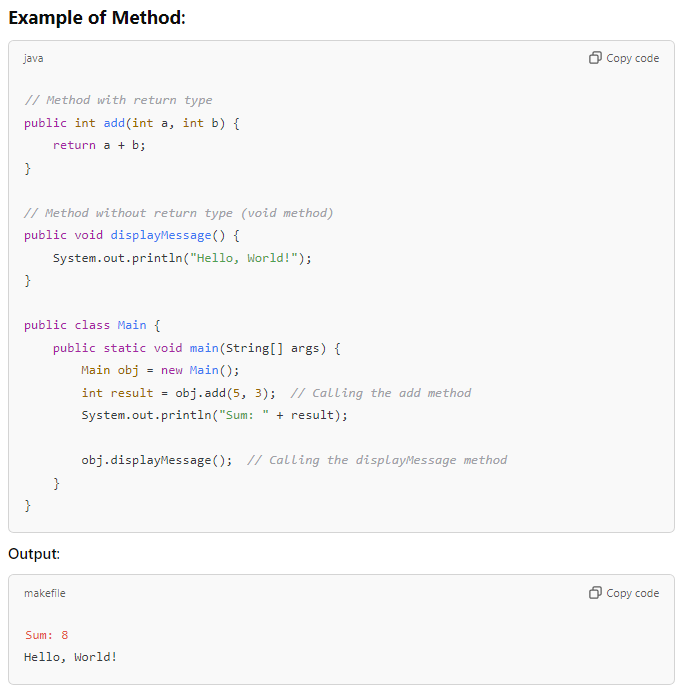 Example of Method:
java
Copy code
// Method with return type
public int add(int a, int b) {
    return a + b;
}
// Method without return type (void method)
public void displayMessage() {
    System.out.println("Hello, World!");
}
public class Main {
    public static void main(String[] args) {
        Main obj = new Main();
        int result = obj.add(5, 3);  // Calling the add method
        System.out.println("Sum: " + result);
        obj.displayMessage();  // Calling the displayMessage method
    }
}
Output:
makefile
Copy code
Sum: 8
Hello, World!